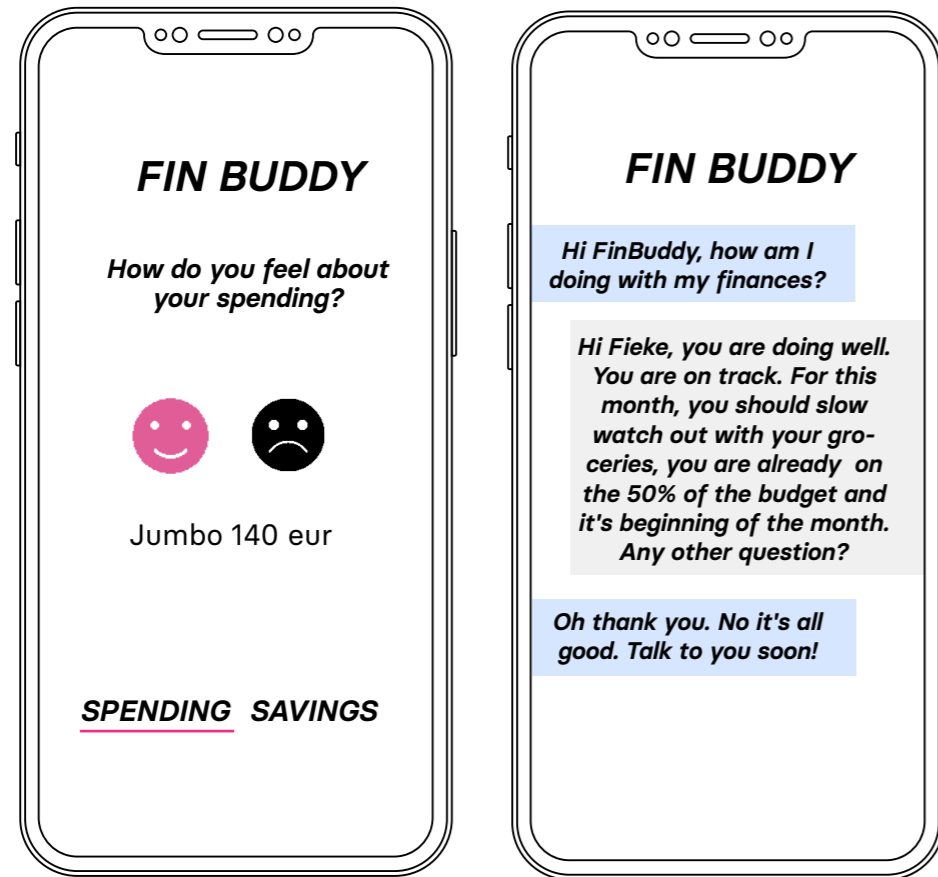 FIN BUDDY
How do you feel about
your spending?
Jumbo 140 eur
SPENDING SAVINGS
FIN BUDDY
Hi FinBuddy, how am I
doing with my finances?
Hi Fieke, you are doing well.
You are on track. For this
month, you should slow
watch out with your gro-
ceries, you are already on
the 50% of the budget and
it's beginning of the month.
Any other question?
Oh thank you. No it's all
good. Talk to you soon!